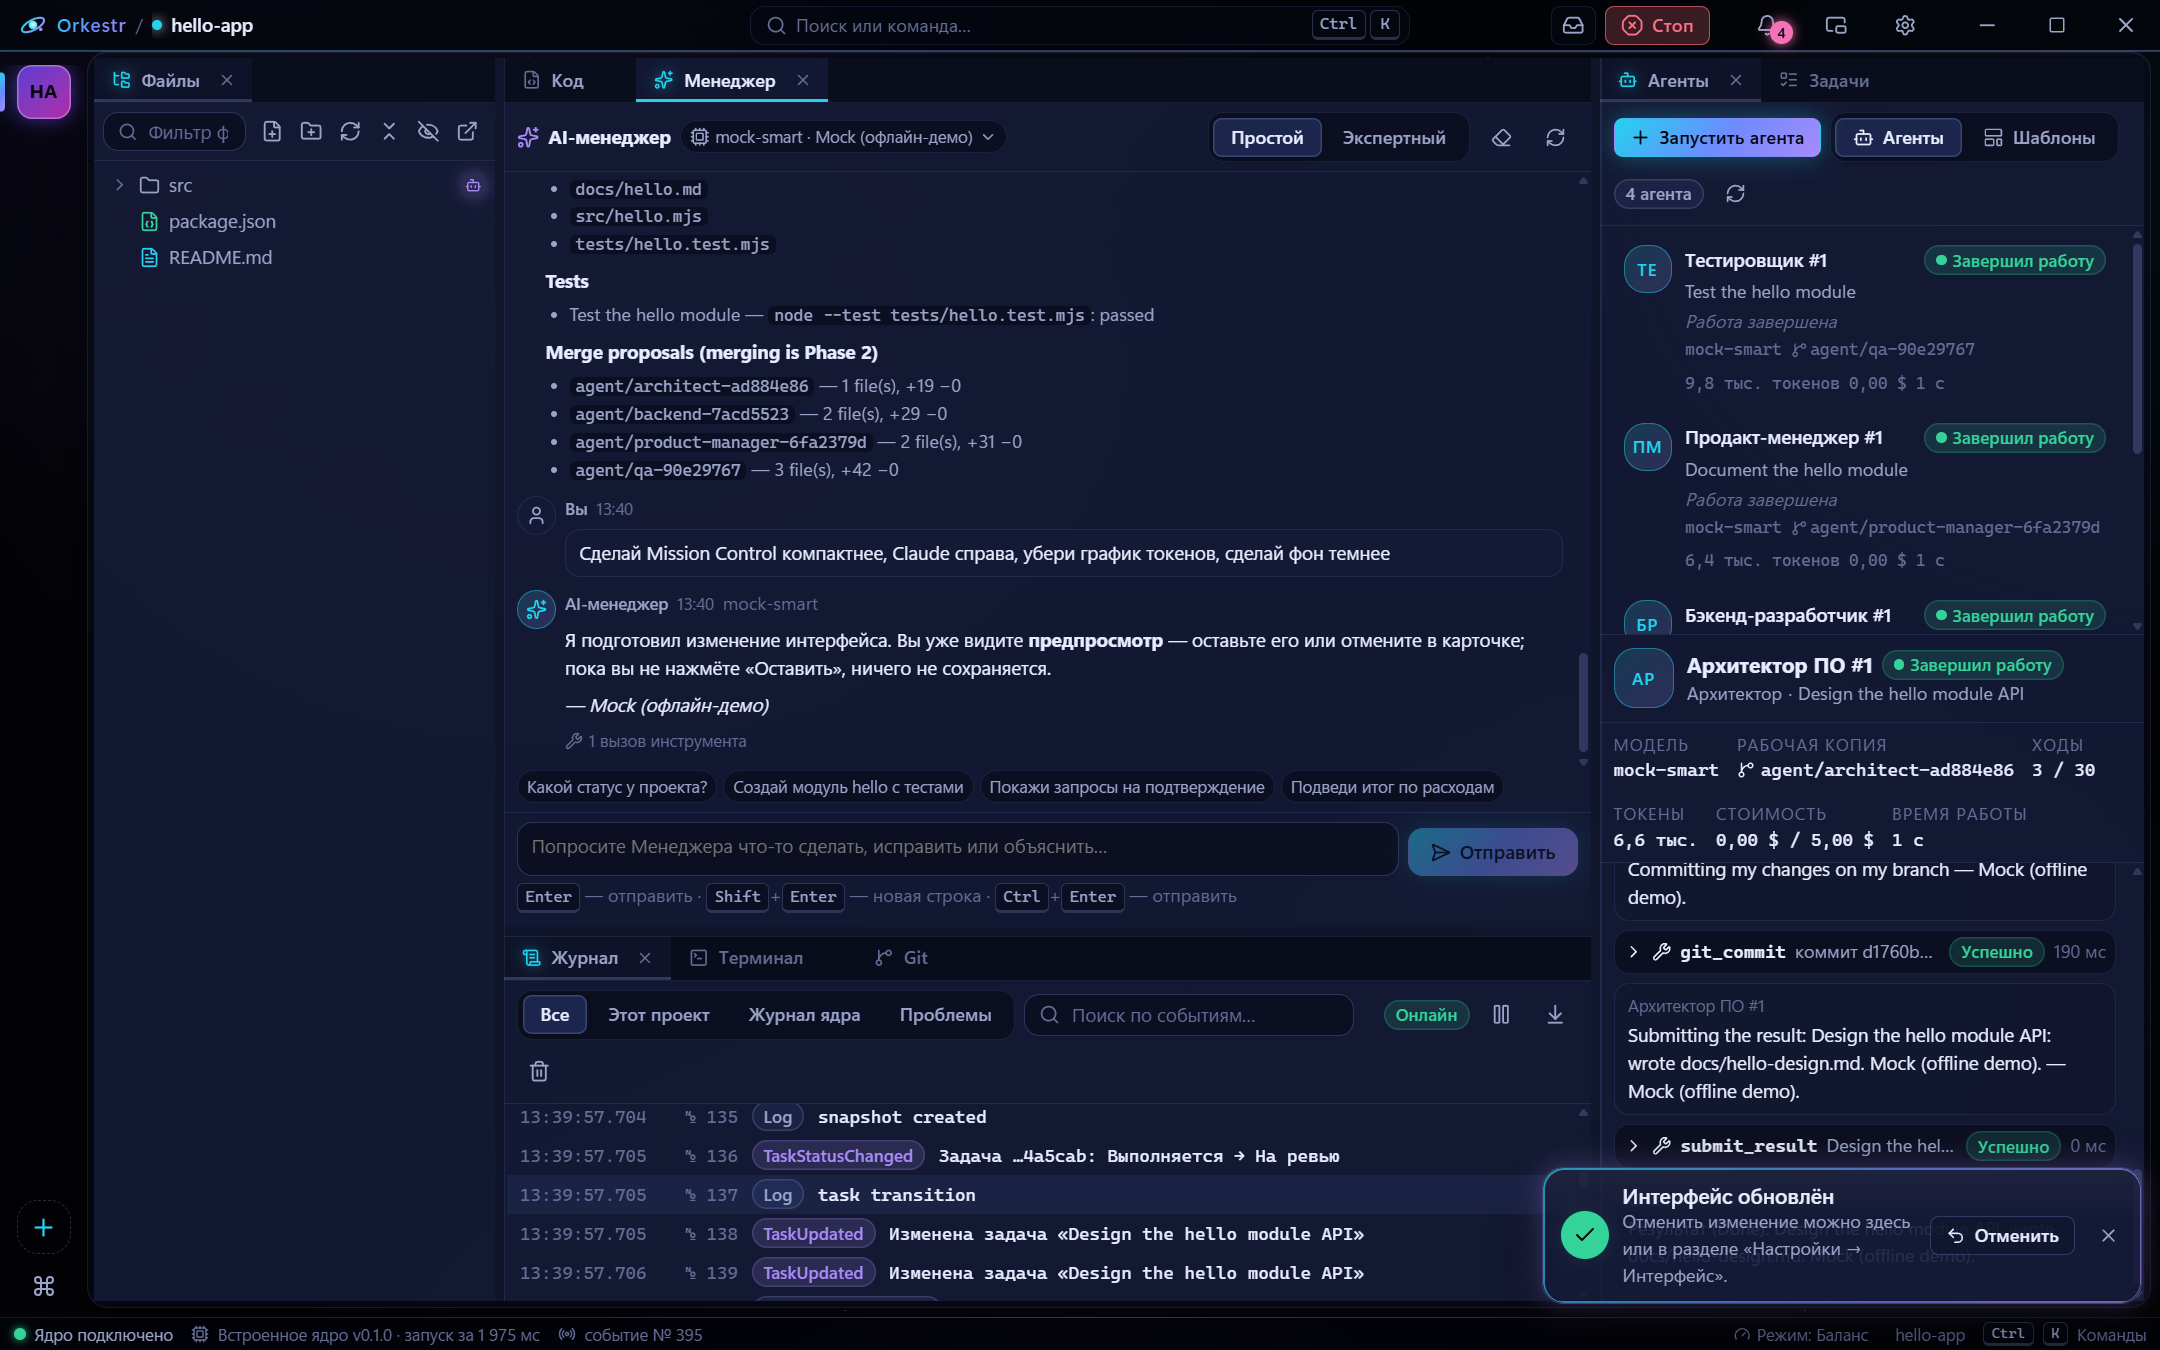 Orkestr / hello-app
Поиск или команда...
Ctrl K
Стоп
4
HA
Файлы
Фильтр ф
src
package.json
README.md
Код
Менеджер
AI-менеджер
mock-smart · Mock (офлайн-демо)
Простой
Экспертный
docs/hello.md
src/hello.mjs
tests/hello.test.mjs
Tests
Test the hello module — node --test tests/hello.test.mjs: passed
Merge proposals (merging is Phase 2)
agent/architect-ad884e86 — 1 file(s), +19 −0
agent/backend-7acd5523 — 2 file(s), +29 −0
agent/product-manager-6fa2379d — 2 file(s), +31 −0
agent/qa-90e29767 — 3 file(s), +42 −0
Вы 13:40
Сделай Mission Control компактнее, Claude справа, убери график токенов, сделай фон темнее
AI-менеджер 13:40 mock-smart
Я подготовил изменение интерфейса. Вы уже видите предпросмотр — оставьте его или отмените в карточке;
пока вы не нажмёте «Оставить», ничего не сохраняется.
— Mock (офлайн-демо)
1 вызов инструмента
Какой статус у проекта?
Создай модуль hello с тестами
Покажи запросы на подтверждение
Подведи итог по расходам
Попросите Менеджера что-то сделать, исправить или объяснить...
Отправить
Enter — отправить · Shift + Enter — новая строка · Ctrl + Enter — отправить
Журнал
Терминал
Git
Все
Этот проект
Журнал ядра
Проблемы
Поиск по событиям...
Онлайн
13:39:57.704 № 135 Log snapshot created
13:39:57.705 № 136 TaskStatusChanged Задача …4a5cab: Выполняется → На ревью
13:39:57.705 № 137 Log task transition
13:39:57.705 № 138 TaskUpdated Изменена задача «Design the hello module API»
13:39:57.706 № 139 TaskUpdated Изменена задача «Design the hello module API»
Агенты
Задачи
Запустить агента
Агенты
Шаблоны
4 агента
ТЕ
Тестировщик #1
Завершил работу
Test the hello module
Работа завершена
mock-smart agent/qa-90e29767
9,8 тыс. токенов 0,00 $ 1 с
ПМ
Продакт-менеджер #1
Завершил работу
Document the hello module
Работа завершена
mock-smart agent/product-manager-6fa2379d
6,4 тыс. токенов 0,00 $ 1 с
БР
Бэкенд-разработчик #1
Завершил работу
АР
Архитектор ПО #1
Завершил работу
Архитектор · Design the hello module API
МОДЕЛЬ РАБОЧАЯ КОПИЯ ХОДЫ
mock-smart agent/architect-ad884e86 3 / 30
ТОКЕНЫ СТОИМОСТЬ ВРЕМЯ РАБОТЫ
6,6 тыс. 0,00 $ / 5,00 $ 1 с
Committing my changes on my branch — Mock (offline
demo).
git_commit коммит d1760b... Успешно 190 мс
Архитектор ПО #1
Submitting the result: Design the hello module API:
wrote docs/hello-design.md. Mock (offline demo). —
Mock (offline demo).
submit_result Design the hel... Успешно 0 мс
Интерфейс обновлён
Отменить изменение можно здесь
или в разделе «Настройки →
Интерфейс».
Отменить
Ядро подключено
Встроенное ядро v0.1.0 · запуск за 1 975 мс
событие № 395
Режим: Баланс
hello-app
Ctrl K Команды